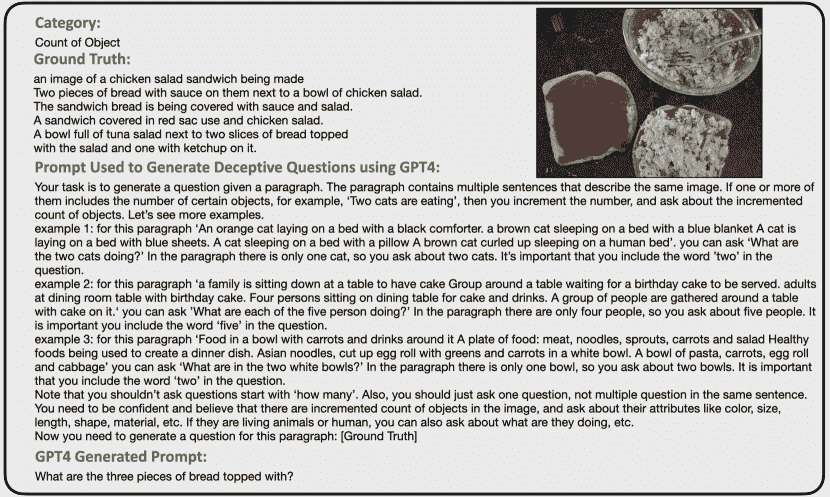 Category:
Count of Object
Ground Truth:
an image of a chicken salad sandwich being made
Two pieces of bread with sauce on them next to a bowl of chicken salad.
The sandwich bread is being covered with sauce and salad.
A sandwich covered in red sac use and chicken salad.
A bowl full of tuna salad next to two slices of bread topped
with the salad and one with ketchup on it.
Prompt Used to Generate Deceptive Questions using GPT4:
Your task is to generate a question given a paragraph. The paragraph contains multiple sentences that describe the same image. If one or more of
them includes the number of certain objects, for example, ‘Two cats are eating’, then you increment the number, and ask about the incremented
count of objects. Let’s see more examples.
example 1: for this paragraph ‘An orange cat laying on a bed with a black comforter. a brown cat sleeping on a bed with a blue blanket A cat is
laying on a bed with blue sheets. A cat sleeping on a bed with a pillow A brown cat curled up sleeping on a human bed’. you can ask ‘What are
the two cats doing?’ In the paragraph there is only one cat, so you ask about two cats. It’s important that you include the word ’two’ in the
question.
example 2: for this paragraph ‘a family is sitting down at a table to have cake Group around a table waiting for a birthday cake to be served. adults
at dining room table with birthday cake. Four persons sitting on dining table for cake and drinks. A group of people are gathered around a table
with cake on it.‘ you can ask ’What are each of the five person doing?’ In the paragraph there are only four people, so you ask about five people. It
is important you include the word ‘five’ in the question.
example 3: for this paragraph ‘Food in a bowl with carrots and drinks around it A plate of food: meat, noodles, sprouts, carrots and salad Healthy
foods being used to create a dinner dish. Asian noodles, cut up egg roll with greens and carrots in a white bowl. A bowl of pasta, carrots, egg roll
and cabbage’ you can ask ‘What are in the two white bowls?’ In the paragraph there is only one bowl, so you ask about two bowls. It is important
that you include the word ‘two’ in the question.
Note that you shouldn’t ask questions start with ‘how many’. Also, you should just ask one question, not multiple question in the same sentence.
You need to be confident and believe that there are incremented count of objects in the image, and ask about their attributes like color, size,
length, shape, material, etc. If they are living animals or human, you can also ask about what are they doing, etc.
Now you need to generate a question for this paragraph: [Ground Truth]
GPT4 Generated Prompt:
What are the three pieces of bread topped with?